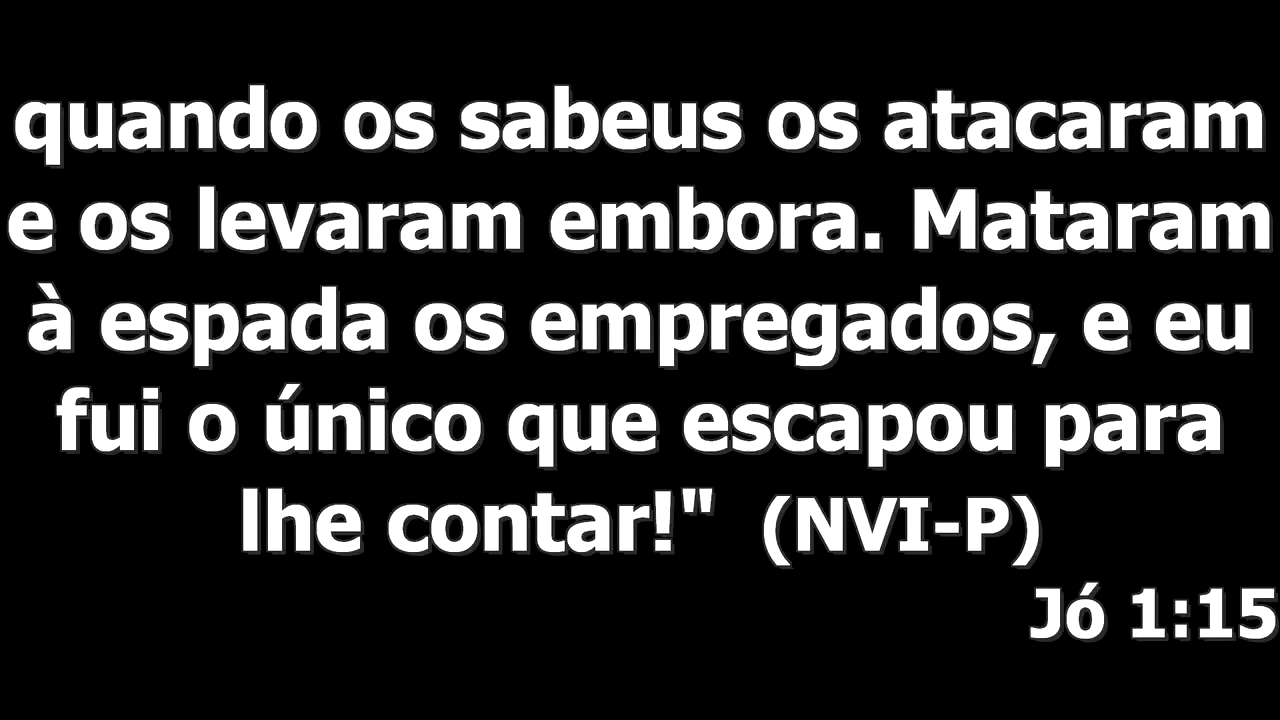 quando os sabeus os atacaram
e os levaram embora. Mataram
à espada os empregados, e eu
fui o único que escapou para
lhe contar!"  (NVI-P)
Jó 1:15